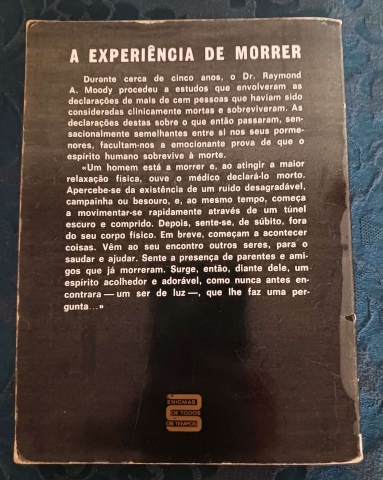 A EXPERIÊNCIA DE MORRER
Durante cerca de cinco anos, o Dr. Raymond
A. Moody procedeu a estudos que envolveram as
declarações de mais de cem pessoas que haviam sido
consideradas clinicamente mortas e sobreviveram. As
declarações destas sobre o que então passaram, sen-
sacionalmente semelhantes entre si nos seus porme-
nores, facultam-nos a emocionante prova de que o
espírito humano sobrevive à morte.
«Um homem está a morrer e, ao atingir a maior
relaxação física, ouve o médico declará-lo morto.
Apercebe-se da existência de um ruído desagradável,
campainha ou besouro, e, ao mesmo tempo, começa
a movimentar-se rapidamente através de um túnel
escuro e comprido. Depois, sente-se, de súbito, fora
do seu corpo físico. Em breve, começam a acontecer
coisas. Vêm ao seu encontro outros seres, para o
saudar e ajudar. Sente a presença de parentes e ami-
gos que já morreram. Surge, então, diante dele, um
espírito acolhedor e adorável, como nunca antes en-
contrara — um ser de luz —, que lhe faz uma per-
gunta...»
ENIGMAS
DE TODOS
OS TEMPOS